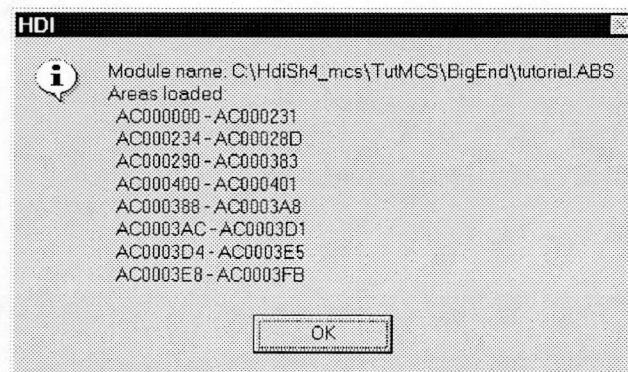 HDI
Module name: C:\HdiSh4_mcs\TutMCS\BigEnd\tutorial.ABS
Areas loaded:
AC000000 - AC000231
AC000234 - AC00028D
AC000290 - AC000383
AC000400 - AC000401
AC000388 - AC0003A8
AC0003AC - AC0003D1
AC0003D4 - AC0003E5
AC0003E8 - AC0003FB
OK